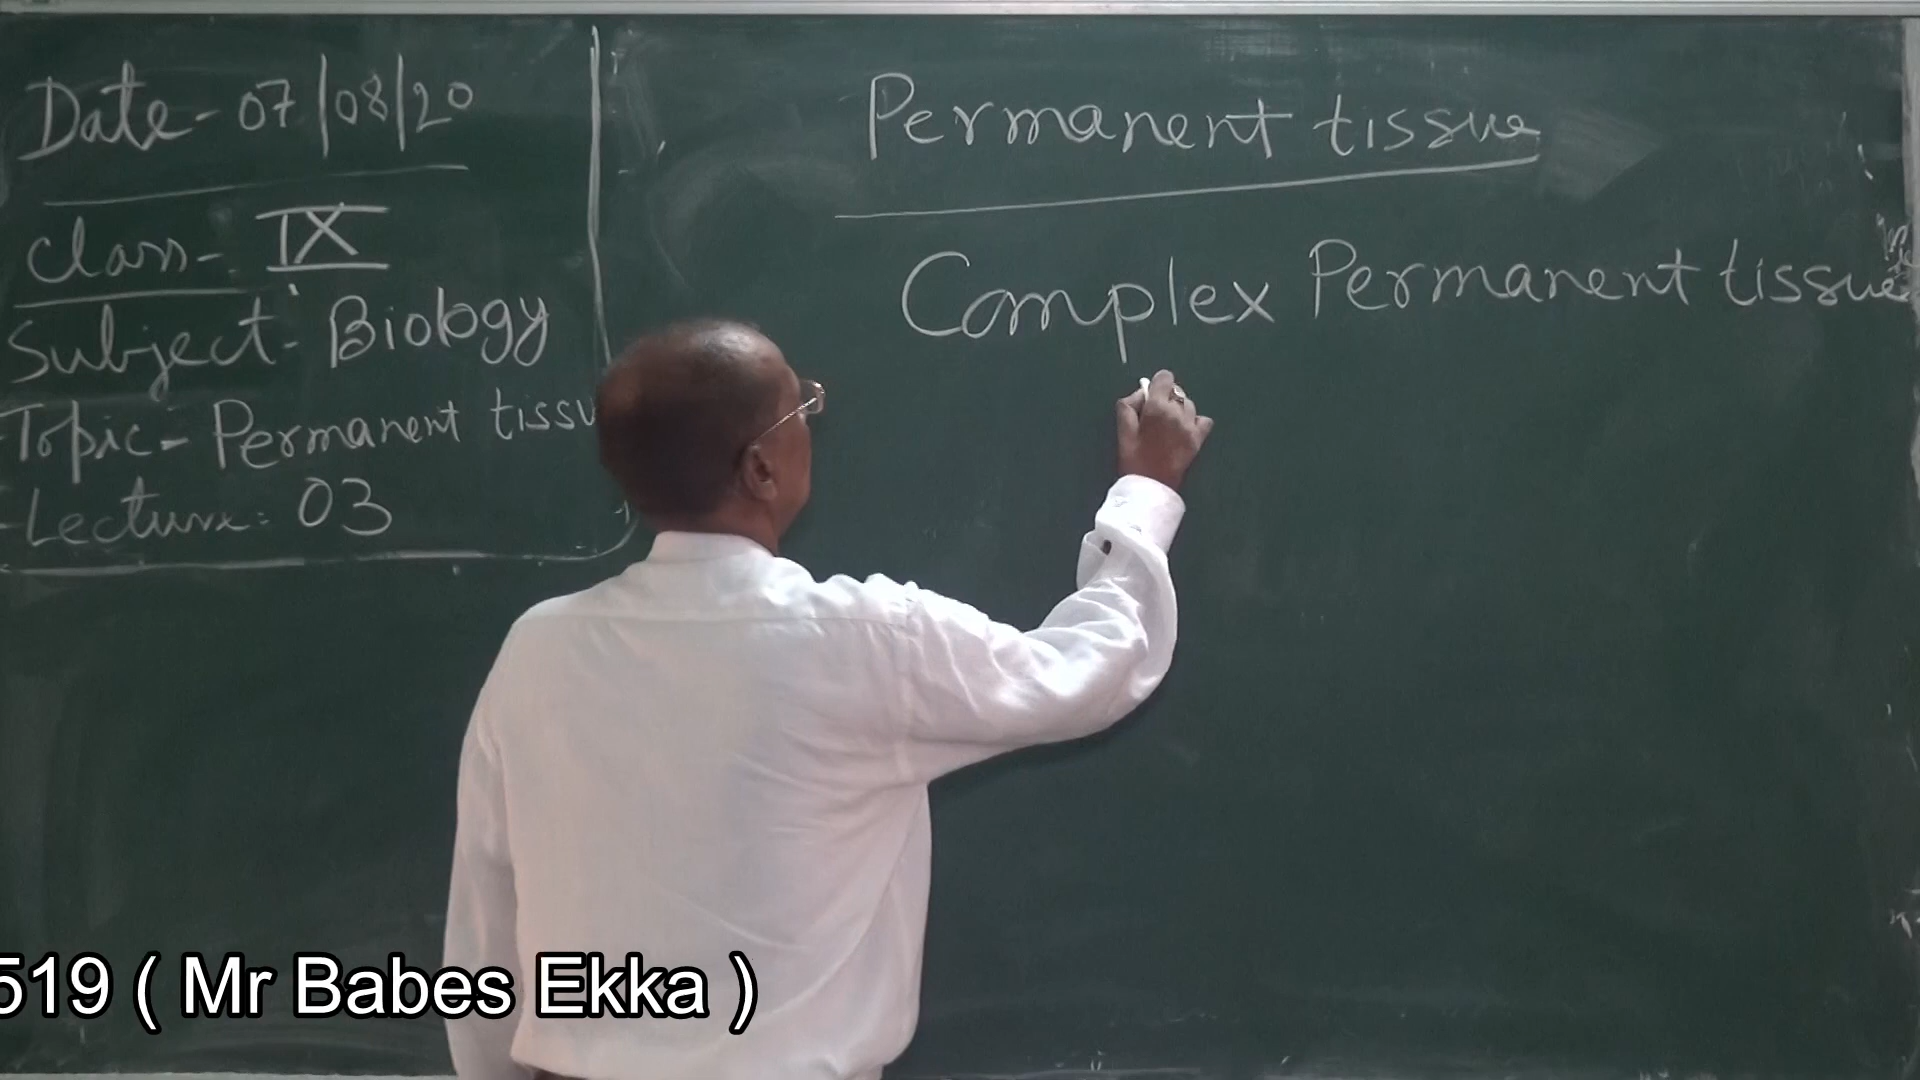 Date- 07/08/20
Class- IX
Subject- Biology
Topic- Permanent tissu
Lecture: 03
Permanent tissue
Complex Permanent tissue
519 ( Mr Babes Ekka )